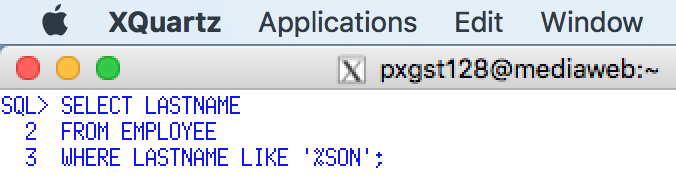 XQuartz Applications Edit Window
pxgst128@mediaweb:~
SQL> SELECT LASTNAME
2 FROM EMPLOYEE
3 WHERE LASTNAME LIKE '%SON';